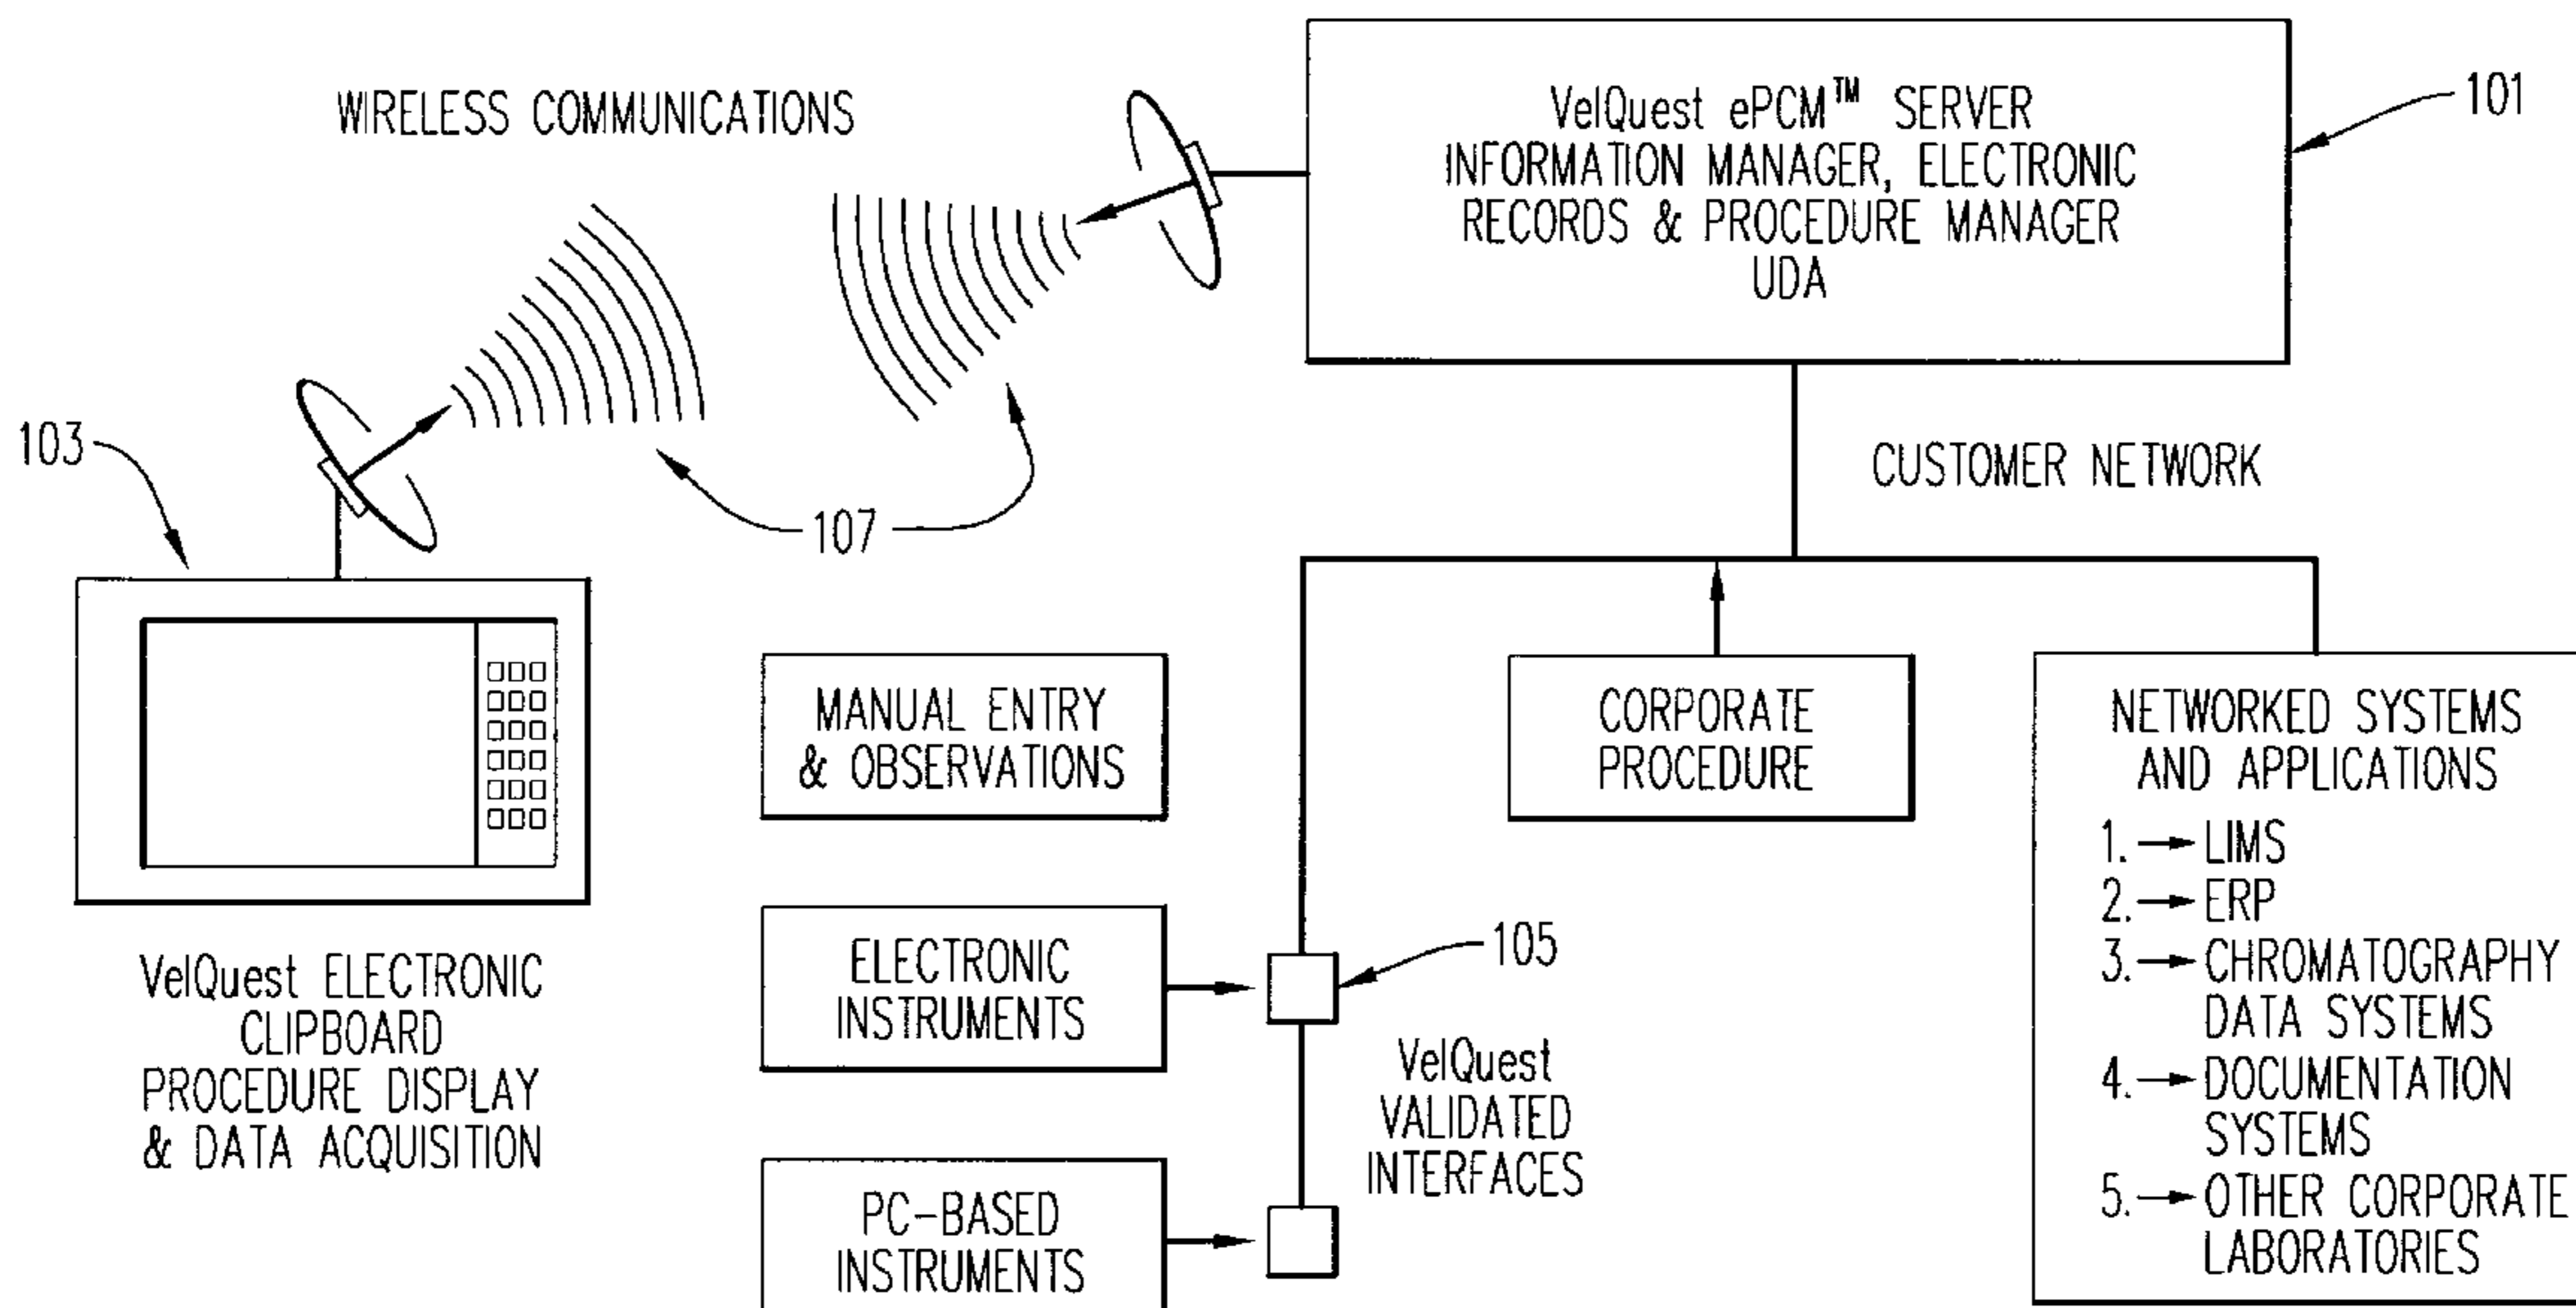 WIRELESS COMMUNICATIONS
VelQuest ePCM™ SERVER
INFORMATION MANAGER, ELECTRONIC
RECORDS & PROCEDURE MANAGER
UDA
101
103
107
CUSTOMER NETWORK
MANUAL ENTRY
& OBSERVATIONS
CORPORATE
PROCEDURE
NETWORKED SYSTEMS
AND APPLICATIONS
1. → LIMS
2. → ERP
3. → CHROMATOGRAPHY
DATA SYSTEMS
4. → DOCUMENTATION
SYSTEMS
5. → OTHER CORPORATE
LABORATORIES
VelQuest ELECTRONIC
CLIPBOARD
PROCEDURE DISPLAY
& DATA ACQUISITION
ELECTRONIC
INSTRUMENTS
105
VelQuest
VALIDATED
INTERFACES
PC-BASED
INSTRUMENTS